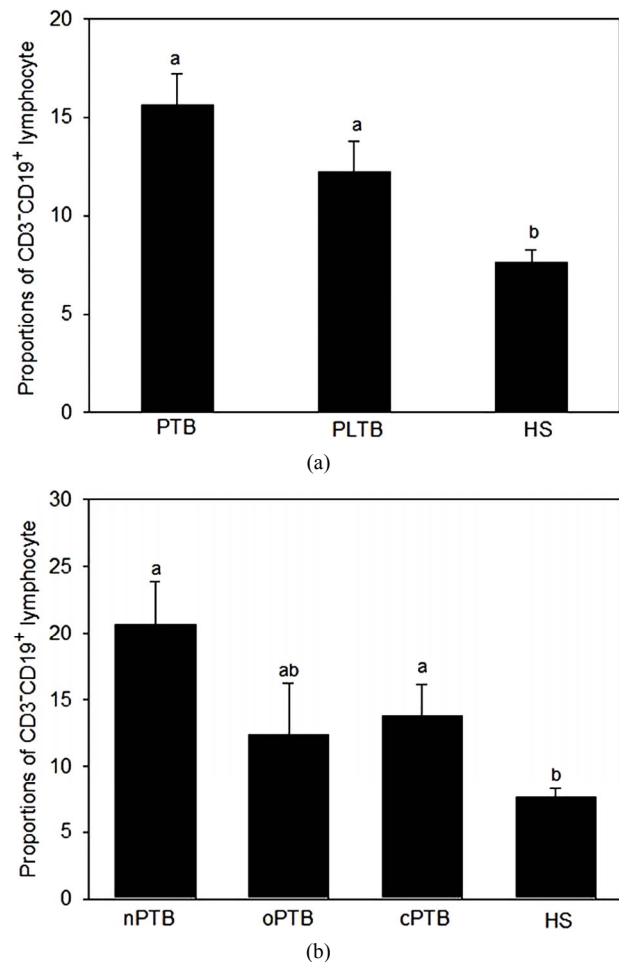 Proportions of CD3⁻CD19⁺ lymphocyte
20
15
10
5
0
a
a
b
PTB PLTB HS
(a)
Proportions of CD3⁻CD19⁺ lymphocyte
30
25
20
15
10
5
0
a
ab
a
b
nPTB oPTB cPTB HS
(b)